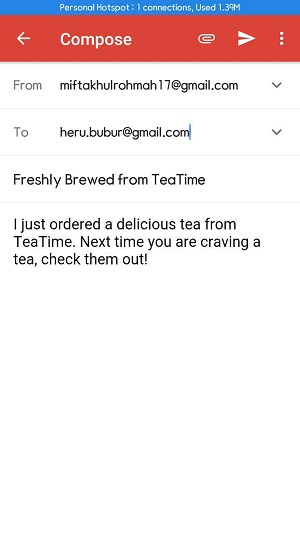 Personal Hotspot : 1 connections, Used 1.39M
Compose
From miftakhulrohmah17@gmail.com
To heru.bubur@gmail.com
Freshly Brewed from TeaTime
I just ordered a delicious tea from
TeaTime. Next time you are craving a
tea, check them out!